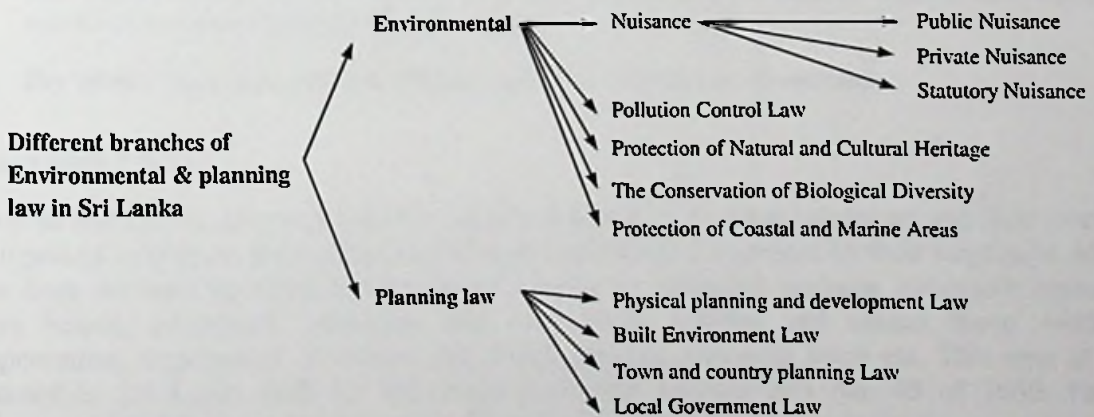 Different branches of
Environmental & planning
law in Sri Lanka
Environmental
Nuisance
Public Nuisance
Private Nuisance
Statutory Nuisance
Pollution Control Law
Protection of Natural and Cultural Heritage
The Conservation of Biological Diversity
Protection of Coastal and Marine Areas
Planning law
Physical planning and development Law
Built Environment Law
Town and country planning Law
Local Government Law